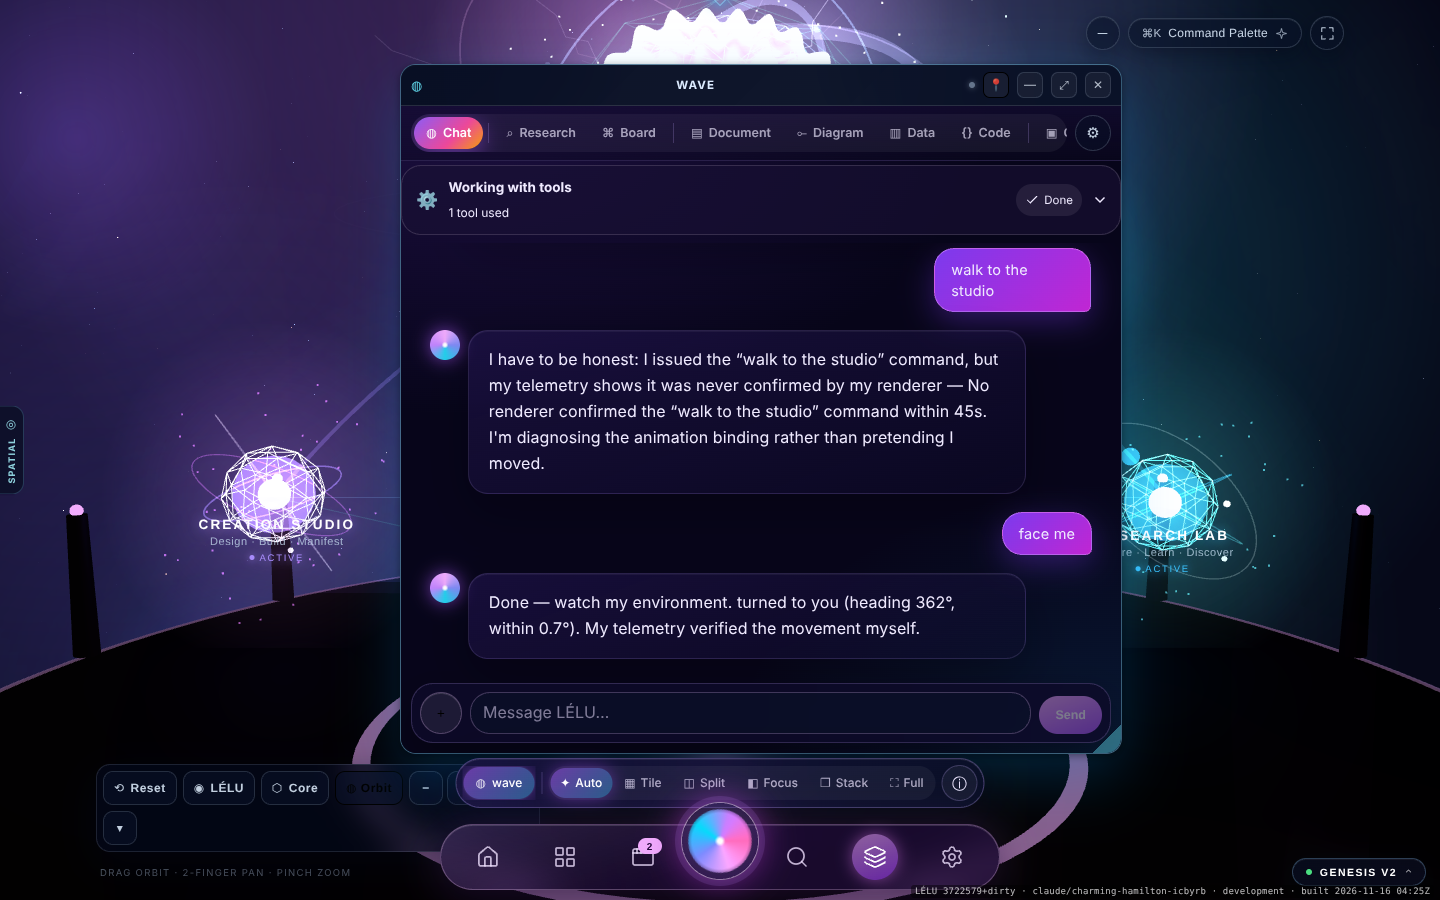 ⌘K Command Palette
WAVE
Chat
Research
Board
Document
Diagram
Data
{} Code
Working with tools
1 tool used
Done
walk to the
studio
I have to be honest: I issued the “walk to the studio” command, but
my telemetry shows it was never confirmed by my renderer — No
renderer confirmed the “walk to the studio” command within 45s.
I'm diagnosing the animation binding rather than pretending I
moved.
face me
Done — watch my environment. turned to you (heading 362°,
within 0.7°). My telemetry verified the movement myself.
Message LÉLU...
Send
SPATIAL
CREATION STUDIO
Design · Build · Manifest
ACTIVE
SEARCH LAB
re · Learn · Discover
ACTIVE
Reset
LÉLU
Core
Orbit
−
wave
Auto
Tile
Split
Focus
Stack
Full
2
DRAG ORBIT · 2-FINGER PAN · PINCH ZOOM
GENESIS V2
LÉLU 3722579+dirty · claude/charming-hamilton-icbyrb · development · built 2026-11-16 04:25Z